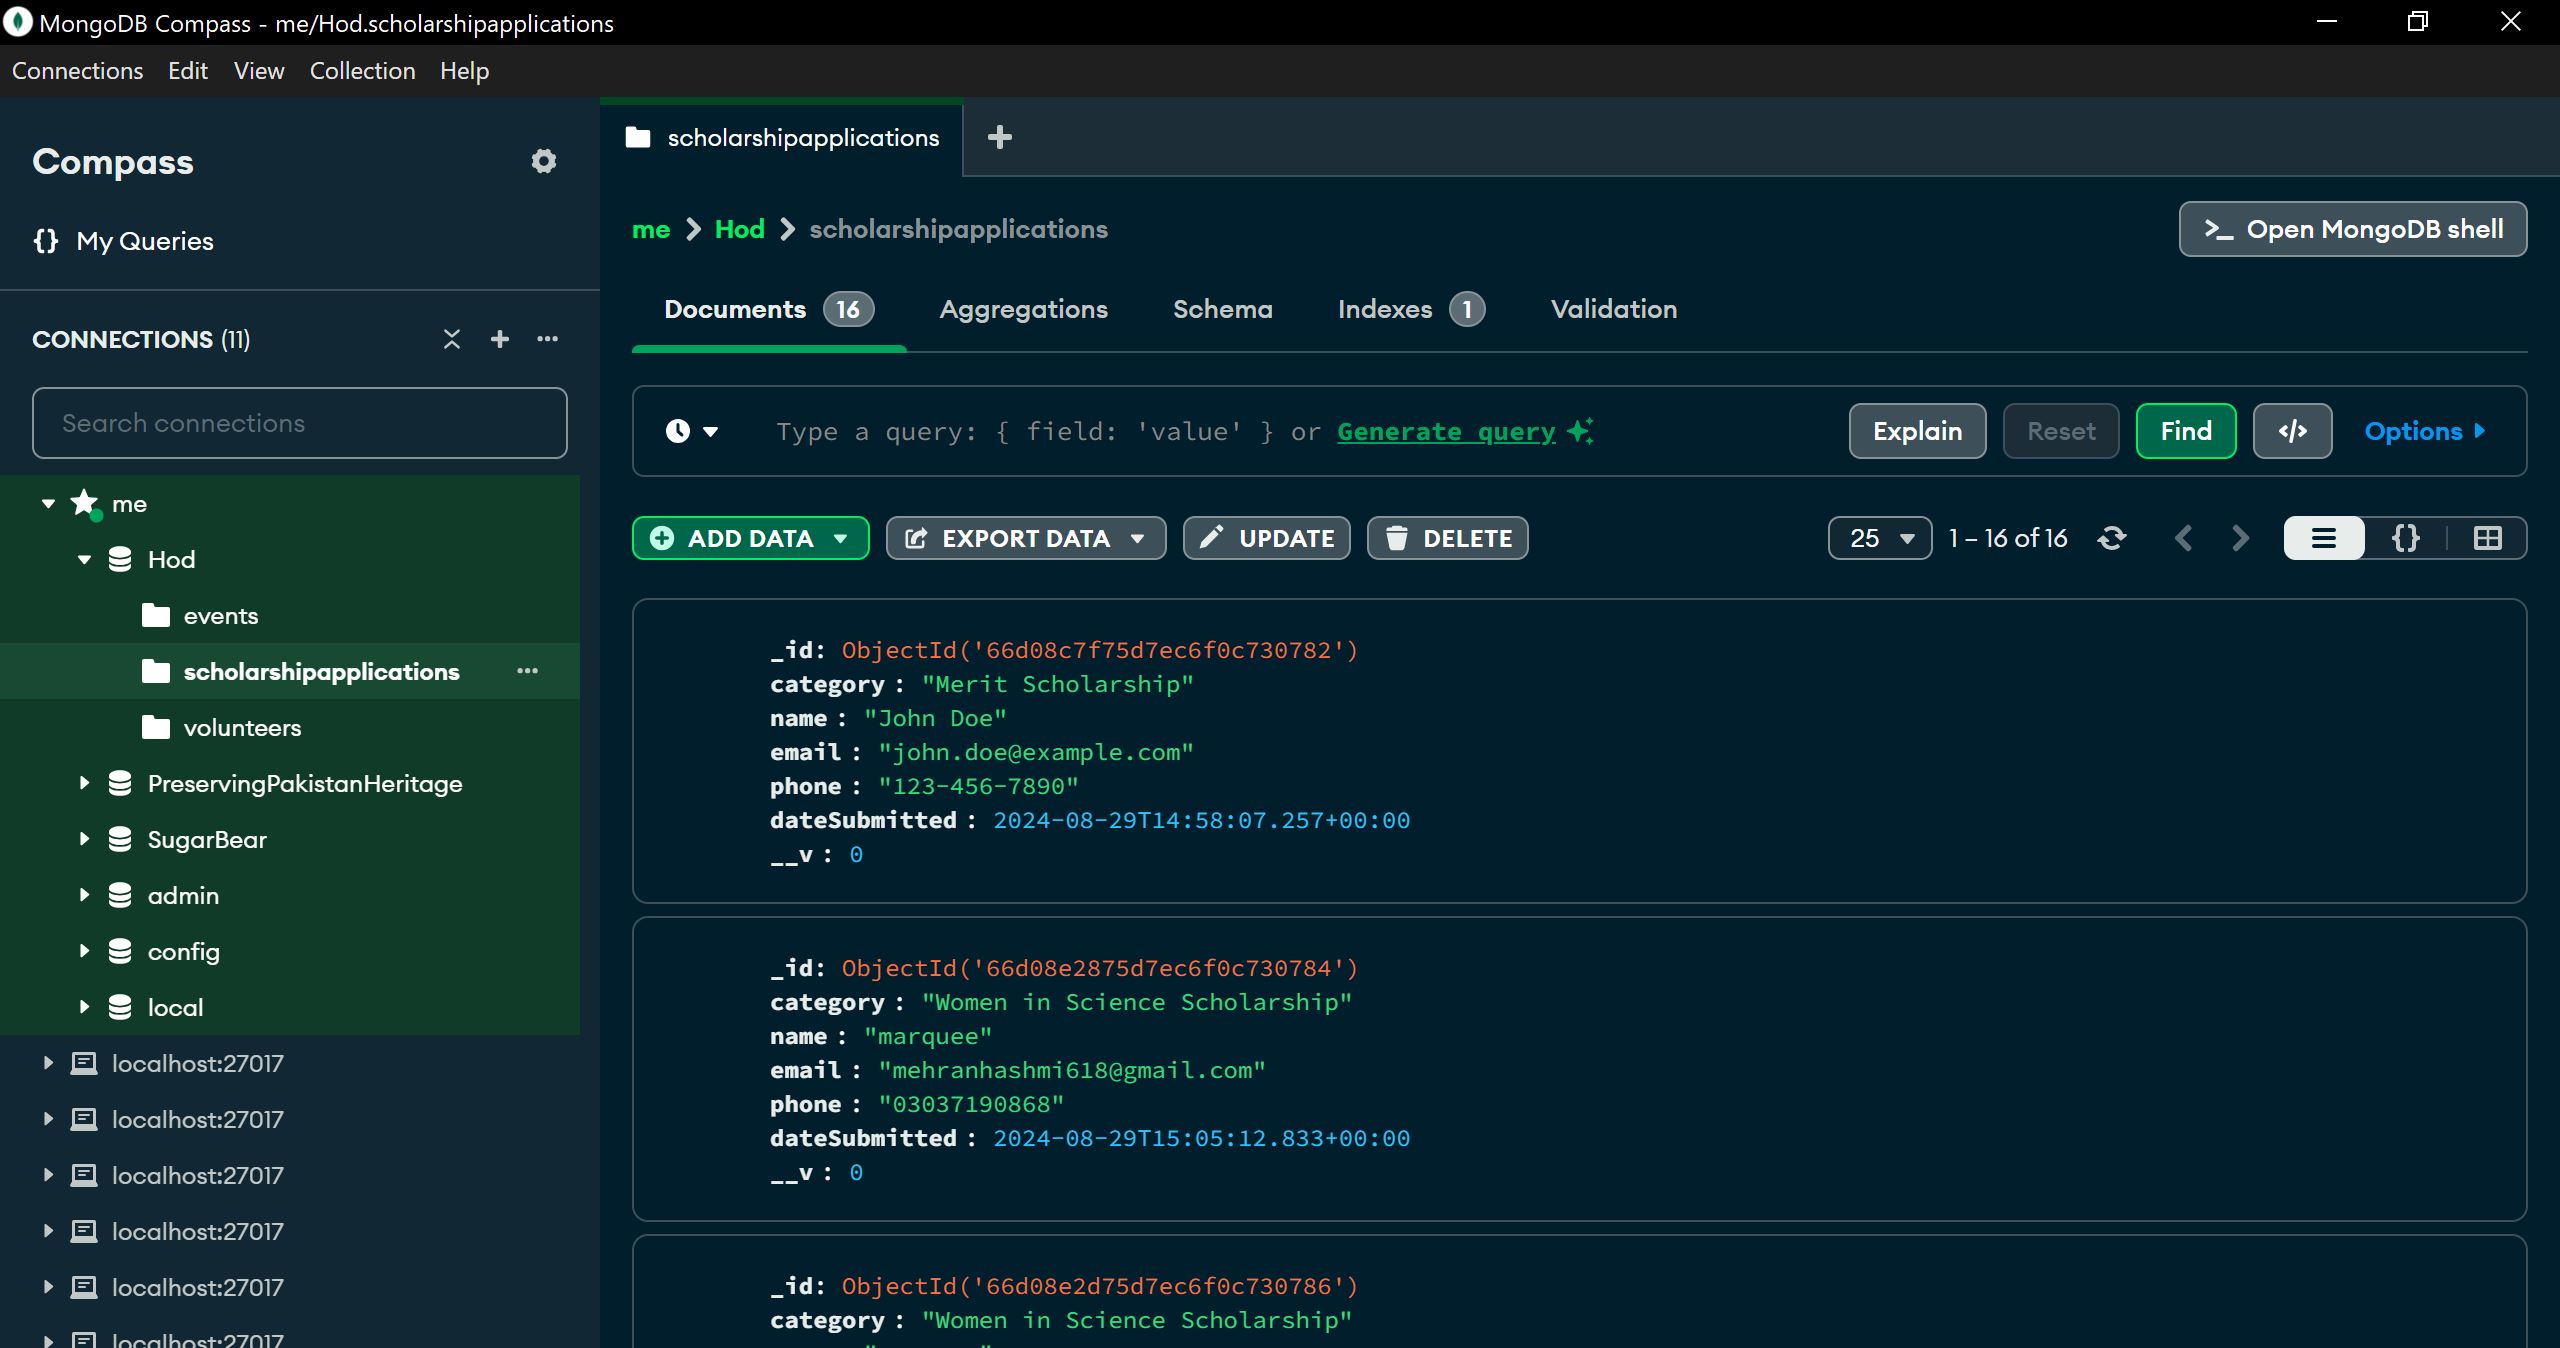 MongoDB Compass - me/Hod.scholarshipapplications
Connections Edit View Collection Help
Compass
{} My Queries
CONNECTIONS (11)
Search connections
me
Hod
events
scholarshipapplications
volunteers
PreservingPakistanHeritage
SugarBear
admin
config
local
localhost:27017
localhost:27017
localhost:27017
localhost:27017
localhost:27017
localhost:27017
scholarshipapplications
me > Hod > scholarshipapplications
>_ Open MongoDB shell
Documents 16 Aggregations Schema Indexes 1 Validation
Type a query: { field: 'value' } or Generate query
Explain Reset Find </> Options
ADD DATA EXPORT DATA UPDATE DELETE
25 1 – 16 of 16 {}
_id: ObjectId('66d08c7f75d7ec6f0c730782')
category : "Merit Scholarship"
name : "John Doe"
email : "john.doe@example.com"
phone : "123-456-7890"
dateSubmitted : 2024-08-29T14:58:07.257+00:00
__v : 0
_id: ObjectId('66d08e2875d7ec6f0c730784')
category : "Women in Science Scholarship"
name : "marquee"
email : "mehranhashmi618@gmail.com"
phone : "03037190868"
dateSubmitted : 2024-08-29T15:05:12.833+00:00
__v : 0
_id: ObjectId('66d08e2d75d7ec6f0c730786')
category : "Women in Science Scholarship"